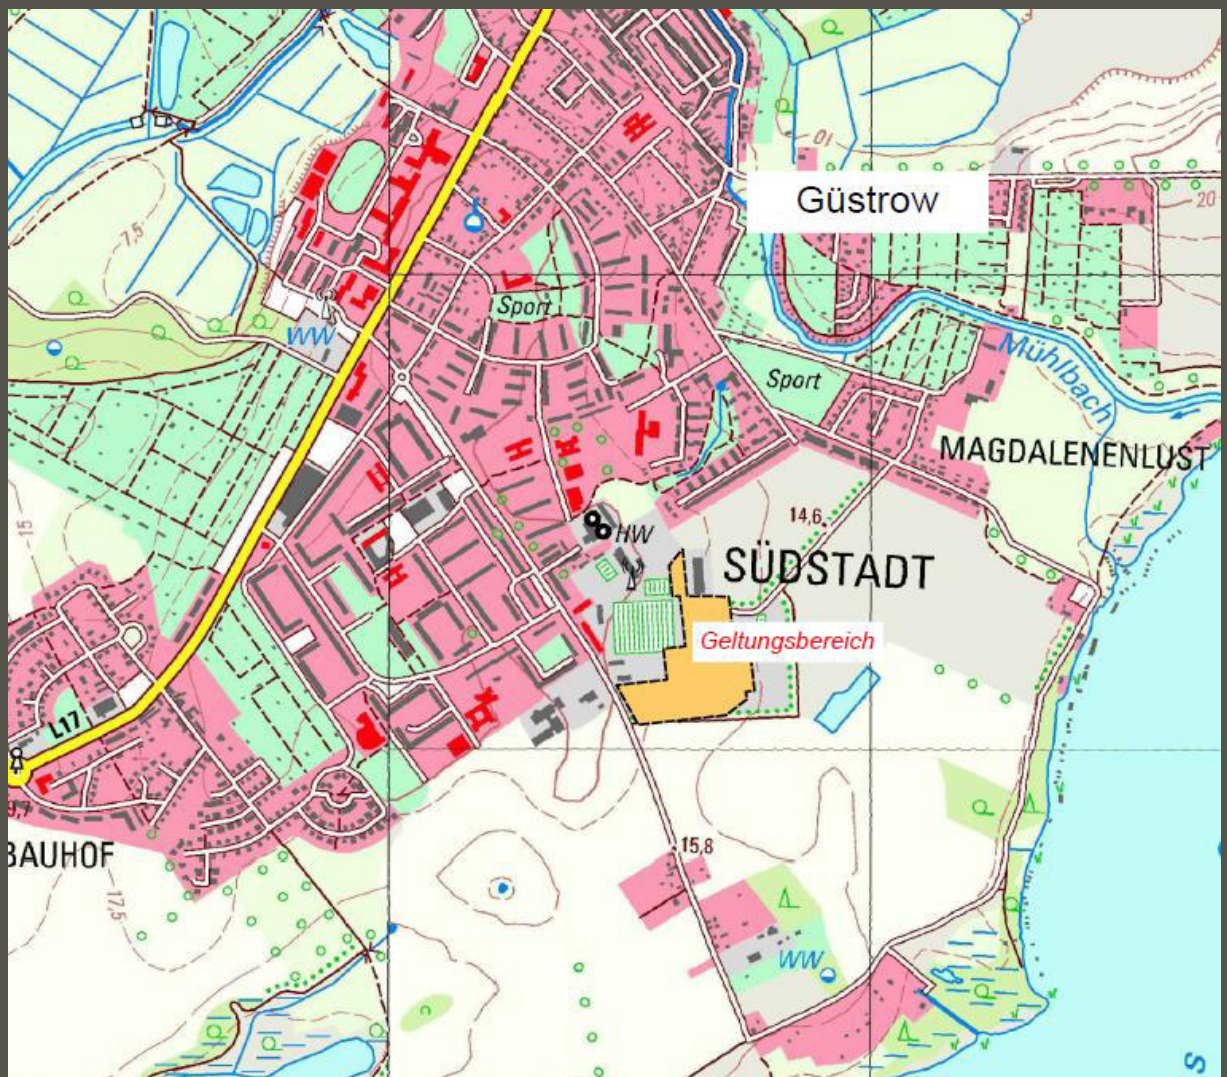 10
Güstrow
20
7,5
Sport
WW
Mühlbach
Sport
MAGDALENENLUST
15
14,6
HW
SÜDSTADT
Geltungsbereich
L17
BAUHOF
15,8
17,5
WW
S